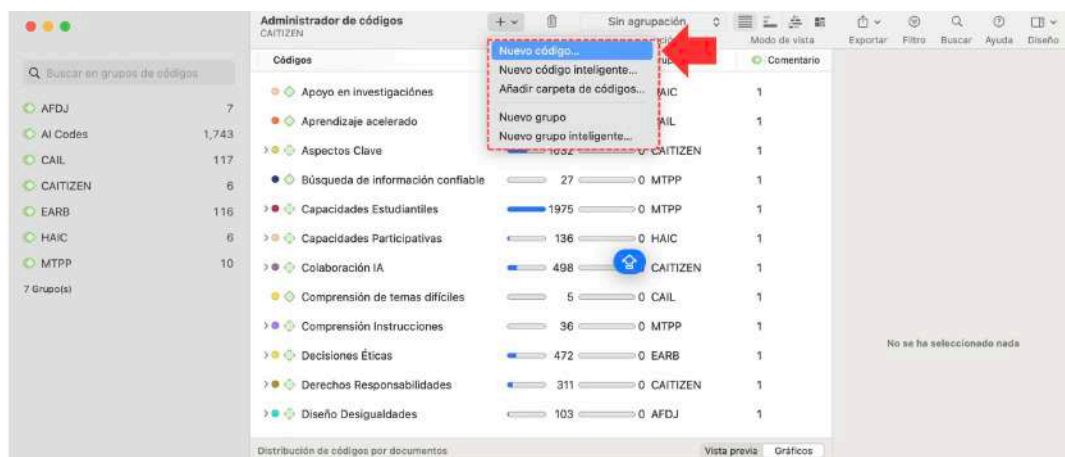 Administrador de códigos
CAITIZEN
Sin agrupación
Modo de vista
Exportar
Filtro
Buscar
Ayuda
Diseño
Buscar en grupos de códigos
AFDJ 7
AI Codes 1,743
CAIL 117
CAITIZEN 6
EARB 116
HAIC 6
MTPP 10
7 Grupo(s)
Nuevo código...
Nuevo código inteligente...
Añadir carpeta de códigos...
Nuevo grupo
Nuevo grupo inteligente...
Códigos Comentario
Apoyo en investigaciónes 1
Aprendizaje acelerado 1
Aspectos Clave 1032 0 CAITIZEN 1
Búsqueda de información confiable 27 0 MTPP 1
Capacidades Estudiantiles 1975 0 MTPP 1
Capacidades Participativas 136 0 HAIC 1
Colaboración IA 498 CAITIZEN 1
Comprensión de temas difíciles 5 0 CAIL 1
Comprensión Instrucciones 36 0 MTPP 1
Decisiones Éticas 472 0 EARB 1
Derechos Responsabilidades 311 0 CAITIZEN 1
Diseño Desigualdades 103 0 AFDJ 1
No se ha seleccionado nada
Distribución de códigos por documentos
Vista previa Gráficos